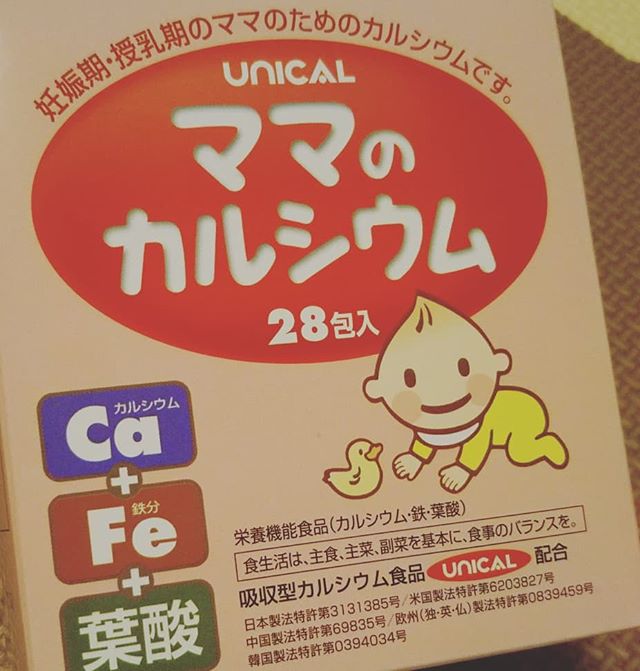 妊娠期・授乳期のママのためのカルシウムです。
UNICAL
ママの
カルシウム
28包入
カルシウム
Ca
+
鉄分
Fe
+
葉酸
栄養機能食品(カルシウム・鉄・葉酸)
食生活は、主食、主菜、副菜を基本に、食事のバランスを。
吸収型カルシウム食品 UNICAL 配合
日本製法特許第3131385号/米国製法特許第6203827号
中国製法特許第69835号/欧州(独・英・仏)製法特許第0839459号
韓国製法特許第0394034号